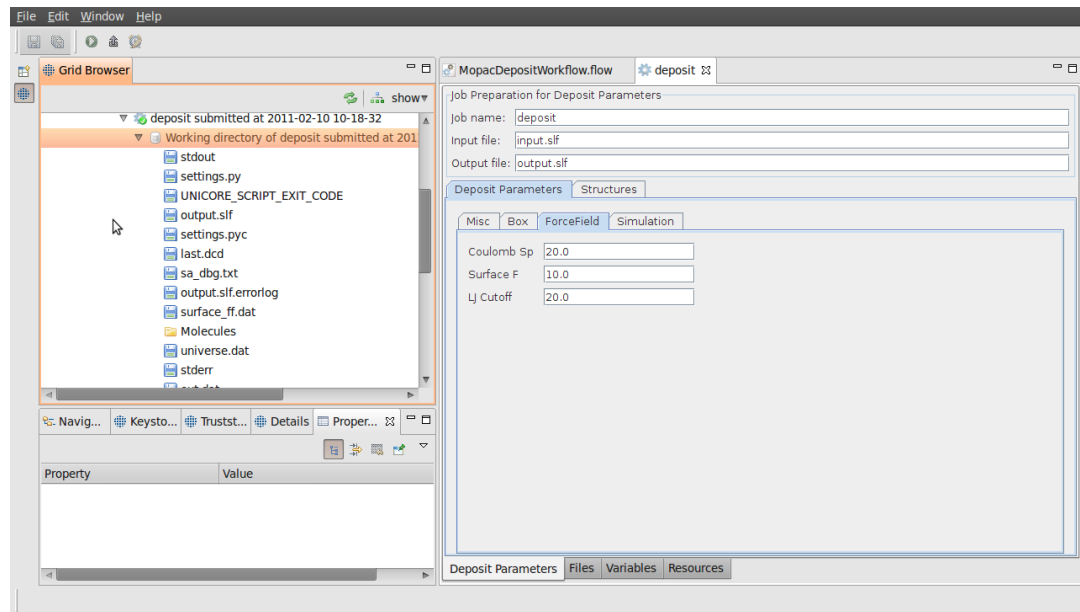 File Edit Window Help
Grid Browser
show
deposit submitted at 2011-02-10 10-18-32
Working directory of deposit submitted at 201
stdout
settings.py
UNICORE_SCRIPT_EXIT_CODE
output.slf
settings.pyc
last.dcd
sa_dbg.txt
output.slf.errorlog
surface_ff.dat
Molecules
universe.dat
stderr
Navig... Keysto... Trustst... Details Proper...
Property Value
MopacDepositWorkflow.flow deposit
Job Preparation for Deposit Parameters
Job name: deposit
Input file: input.slf
Output file: output.slf
Deposit Parameters Structures
Misc Box ForceField Simulation
Coulomb Sp 20.0
Surface F 10.0
LJ Cutoff 20.0
Deposit Parameters Files Variables Resources